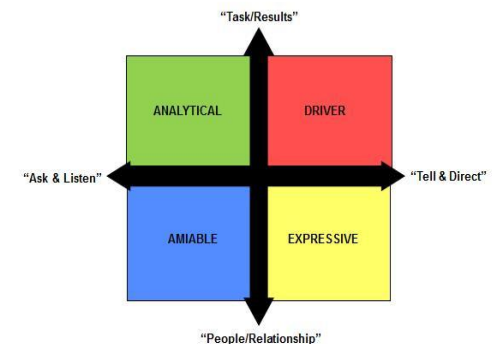 “Task/Results”
ANALYTICAL
DRIVER
“Ask & Listen”
“Tell & Direct”
AMIABLE
EXPRESSIVE
“People/Relationship”